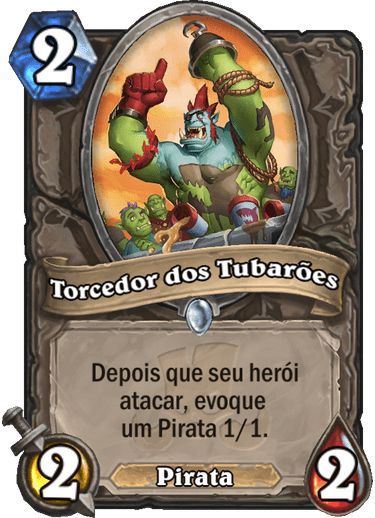 2
Torcedor dos Tubarões
Depois que seu herói
atacar, evoque
um Pirata 1/1.
2
Pirata
2